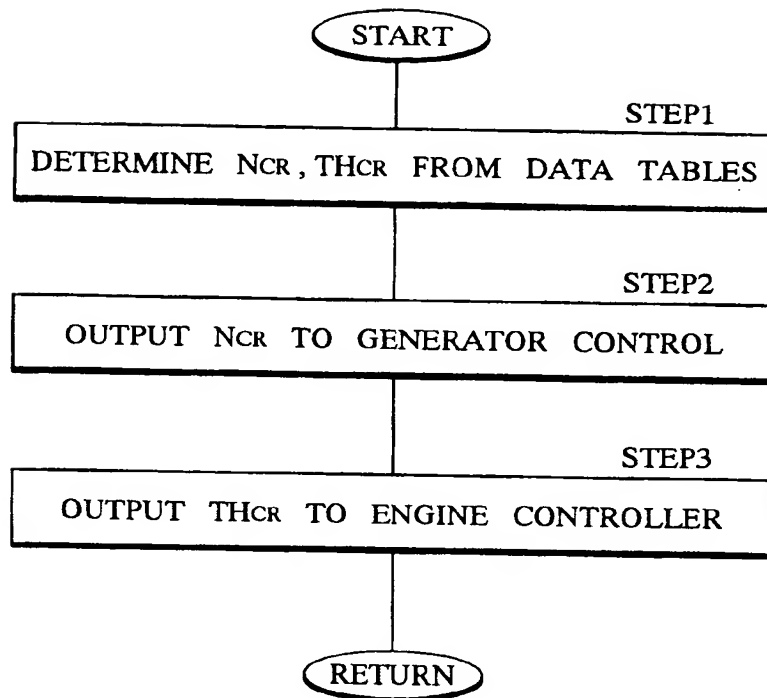 START
STEP1
DETERMINE NCR, THCR FROM DATA TABLES
STEP2
OUTPUT NCR TO GENERATOR CONTROL
STEP3
OUTPUT THCR TO ENGINE CONTROLLER
RETURN